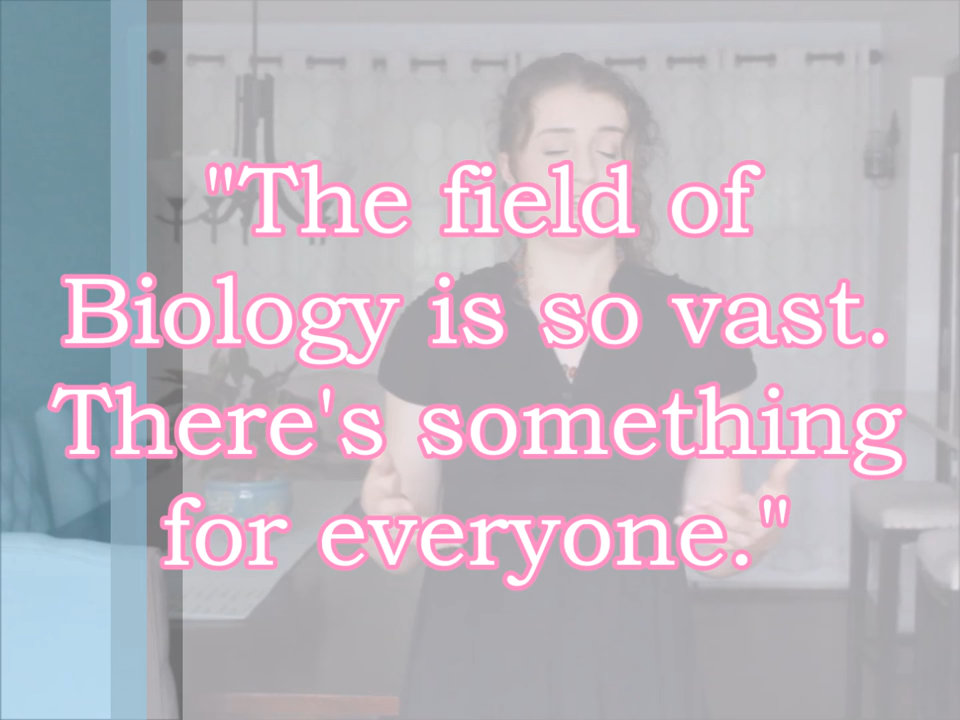 "The field of
Biology is so vast.
There's something
for everyone."